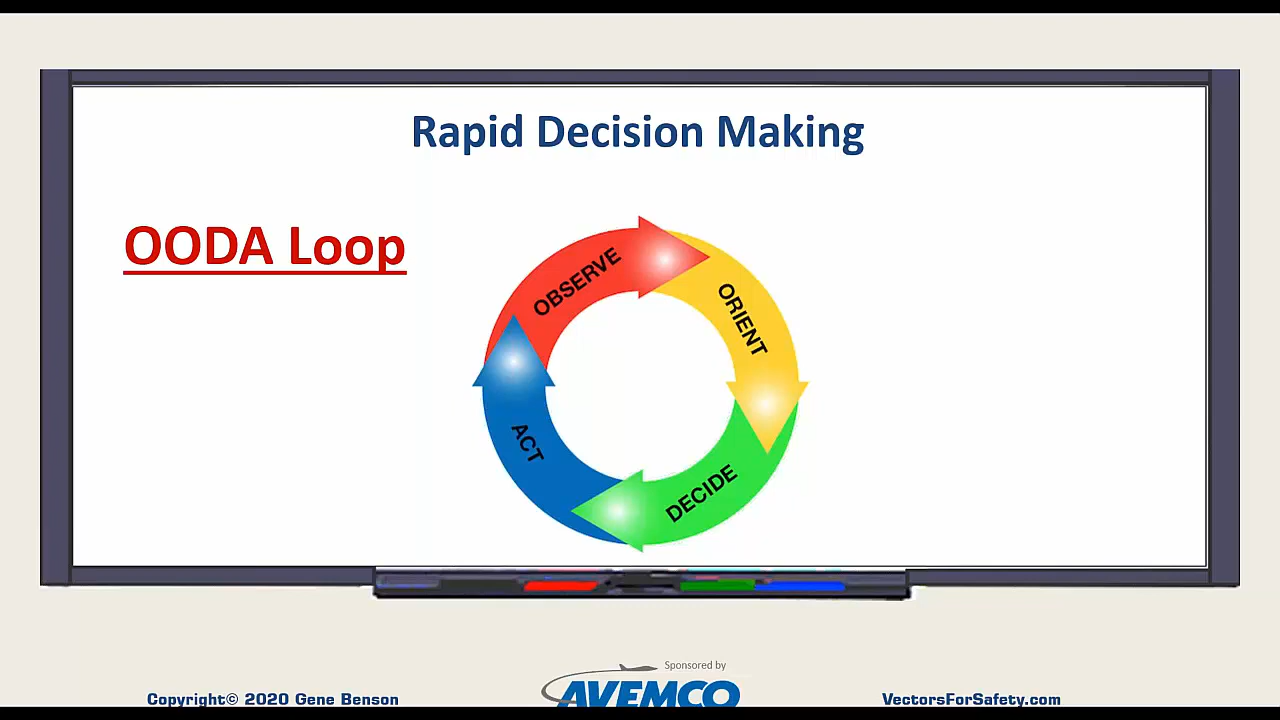 Rapid Decision Making
OODA Loop
OBSERVE
ORIENT
DECIDE
ACT
Sponsored by
AVEMCO
Copyright© 2020 Gene Benson
VectorsForSafety.com